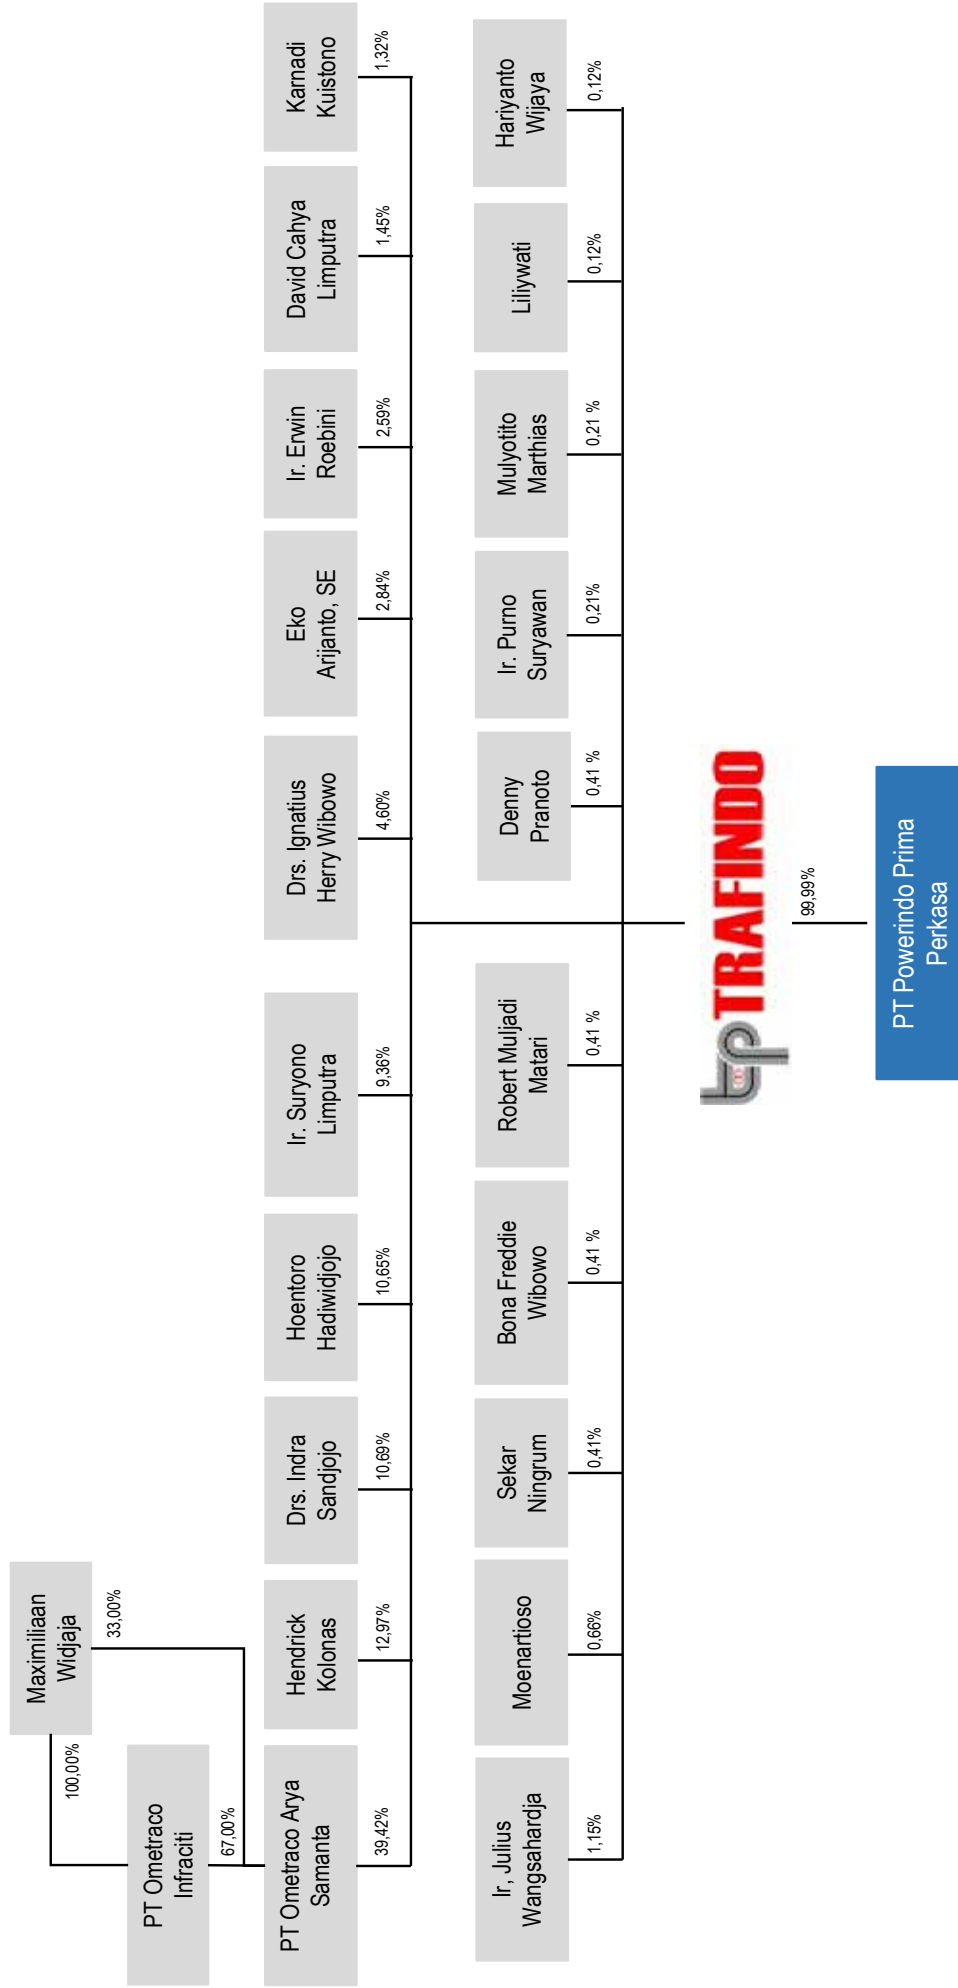 Maximiliaan
Widjaja
100,00%
33,00%
PT Ometraco
Infraciti
67,00%
PT Ometraco Arya
Samanta
39,42%
Hendrick
Kolonas
12,97%
Drs. Indra
Sandjojo
10,69%
Hoentoro
Hadiwidjojo
10,65%
Ir. Suryono
Limputra
9,36%
Drs. Ignatius
Herry Wibowo
4,60%
Eko
Arijanto, SE
2,84%
Ir. Erwin
Roebini
2,59%
David Cahya
Limputra
1,45%
Karnadi
Kuistono
1,32%
Ir, Julius
Wangsahardja
1,15%
Moenartioso
0,66%
Sekar
Ningrum
0,41%
Bona Freddie
Wibowo
0,41 %
Robert Muljadi
Matari
0,41 %
Denny
Pranoto
0,41 %
Ir. Purno
Suryawan
0,21%
Mulyotito
Marthias
0,21 %
Liliywati
0,12%
Hariyanto
Wijaya
0,12%
TRAFINDO
99,99%
PT Powerindo Prima
Perkasa